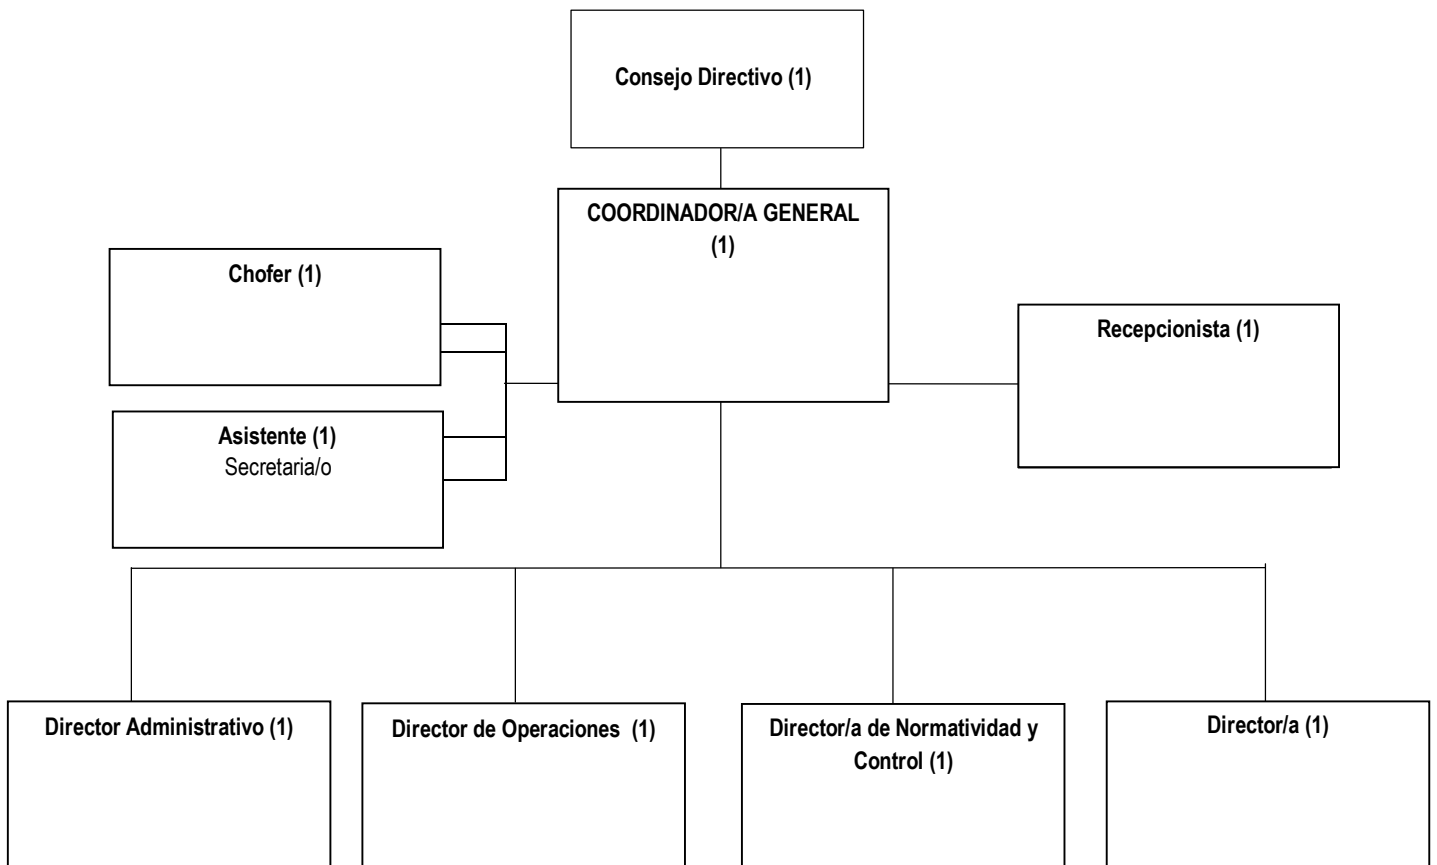 Consejo Directivo (1)
COORDINADOR/A GENERAL
(1)
Chofer (1)
Recepcionista (1)
Asistente (1)
Secretaria/o
Director Administrativo (1)
Director de Operaciones (1)
Director/a de Normatividad y
Control (1)
Director/a (1)